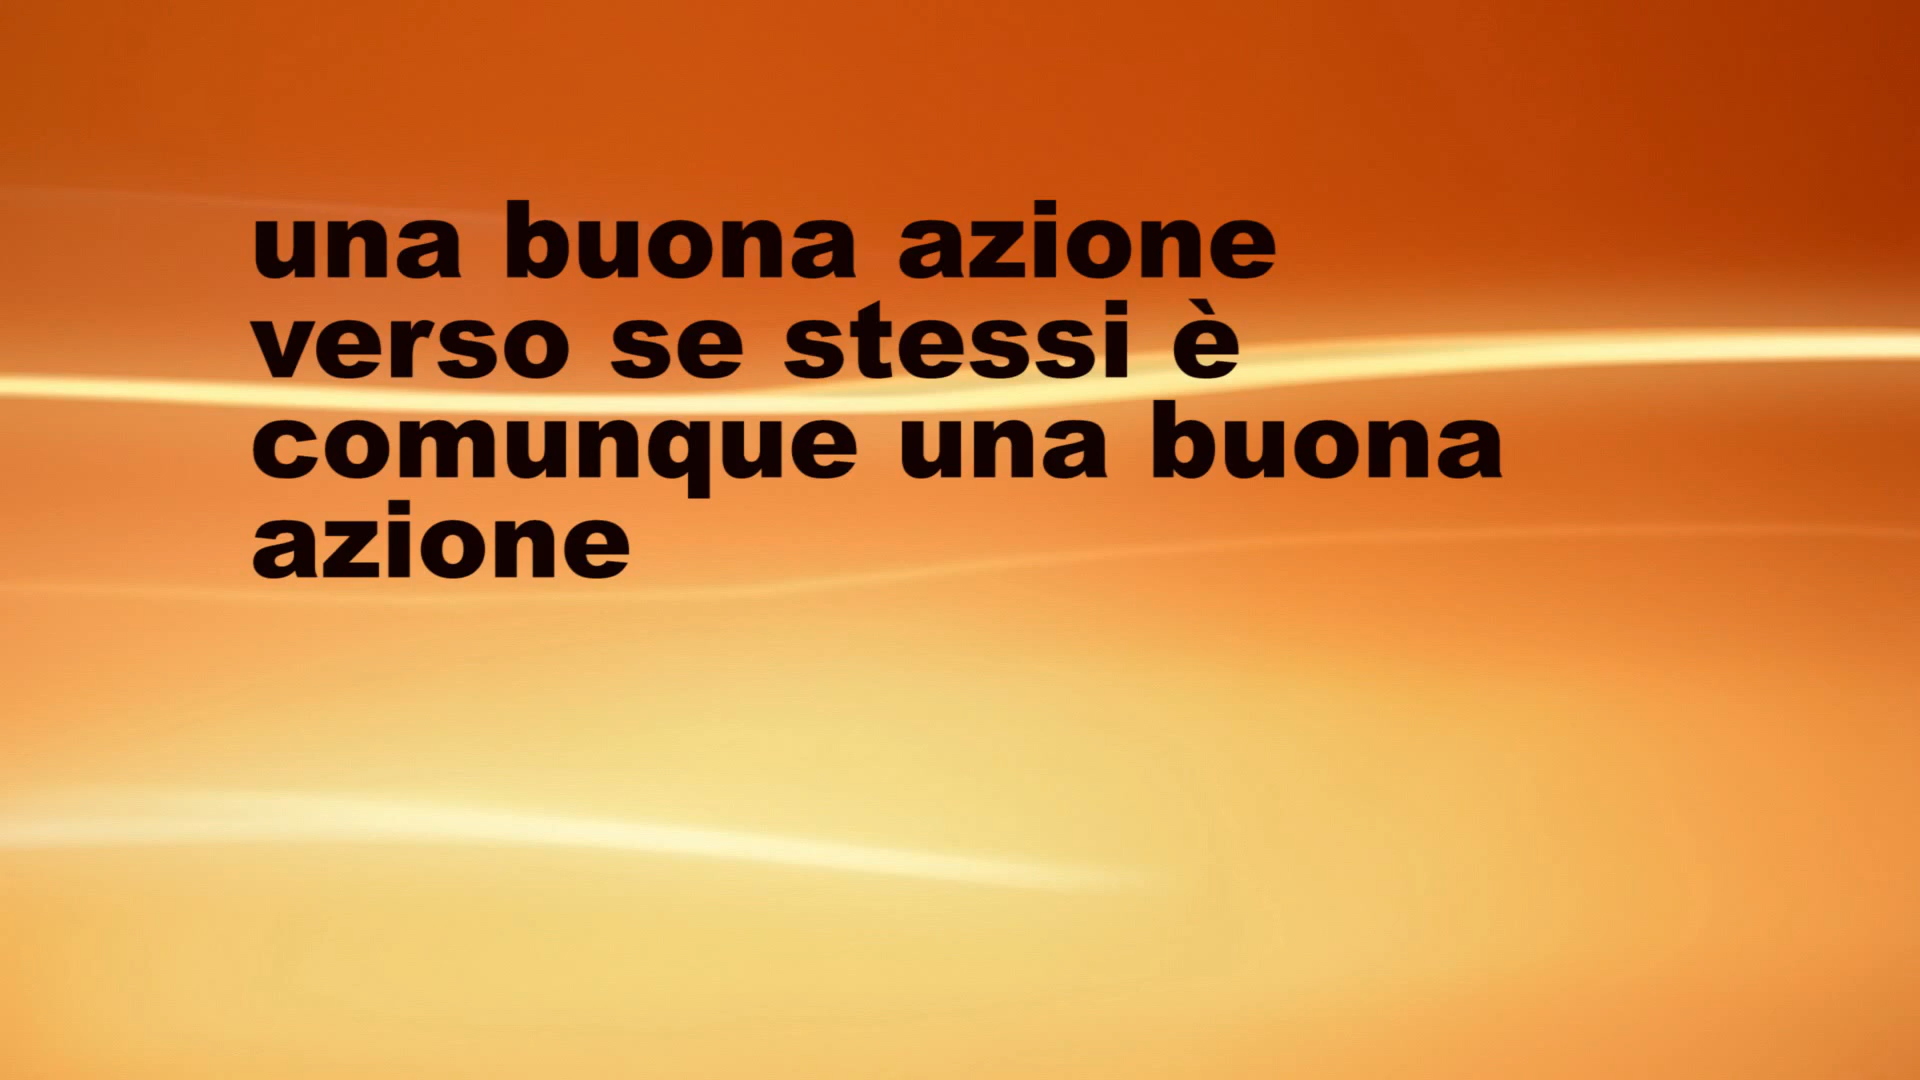 una buona azione
verso se stessi è
comunque una buona
azione